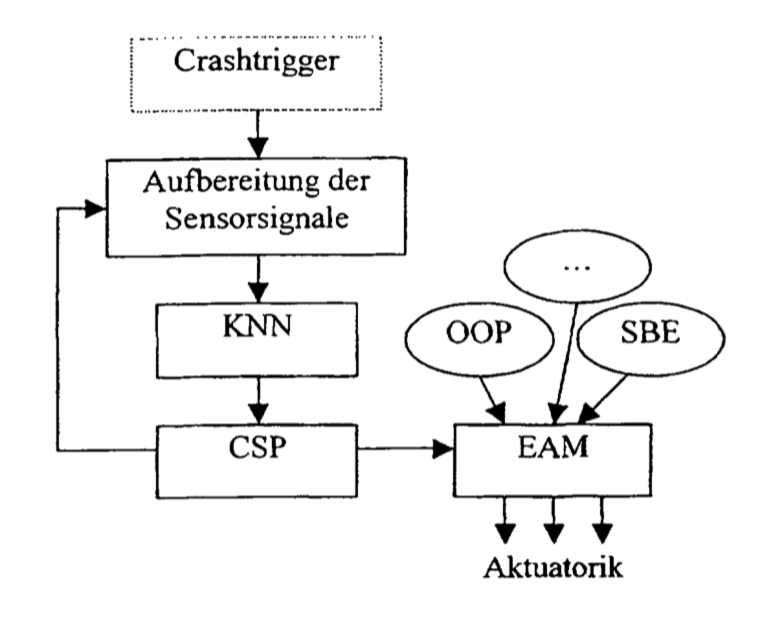 Crashtrigger
Aufbereitung der
Sensorsignale
...
KNN
OOP
SBE
CSP
EAM
Aktuatorik